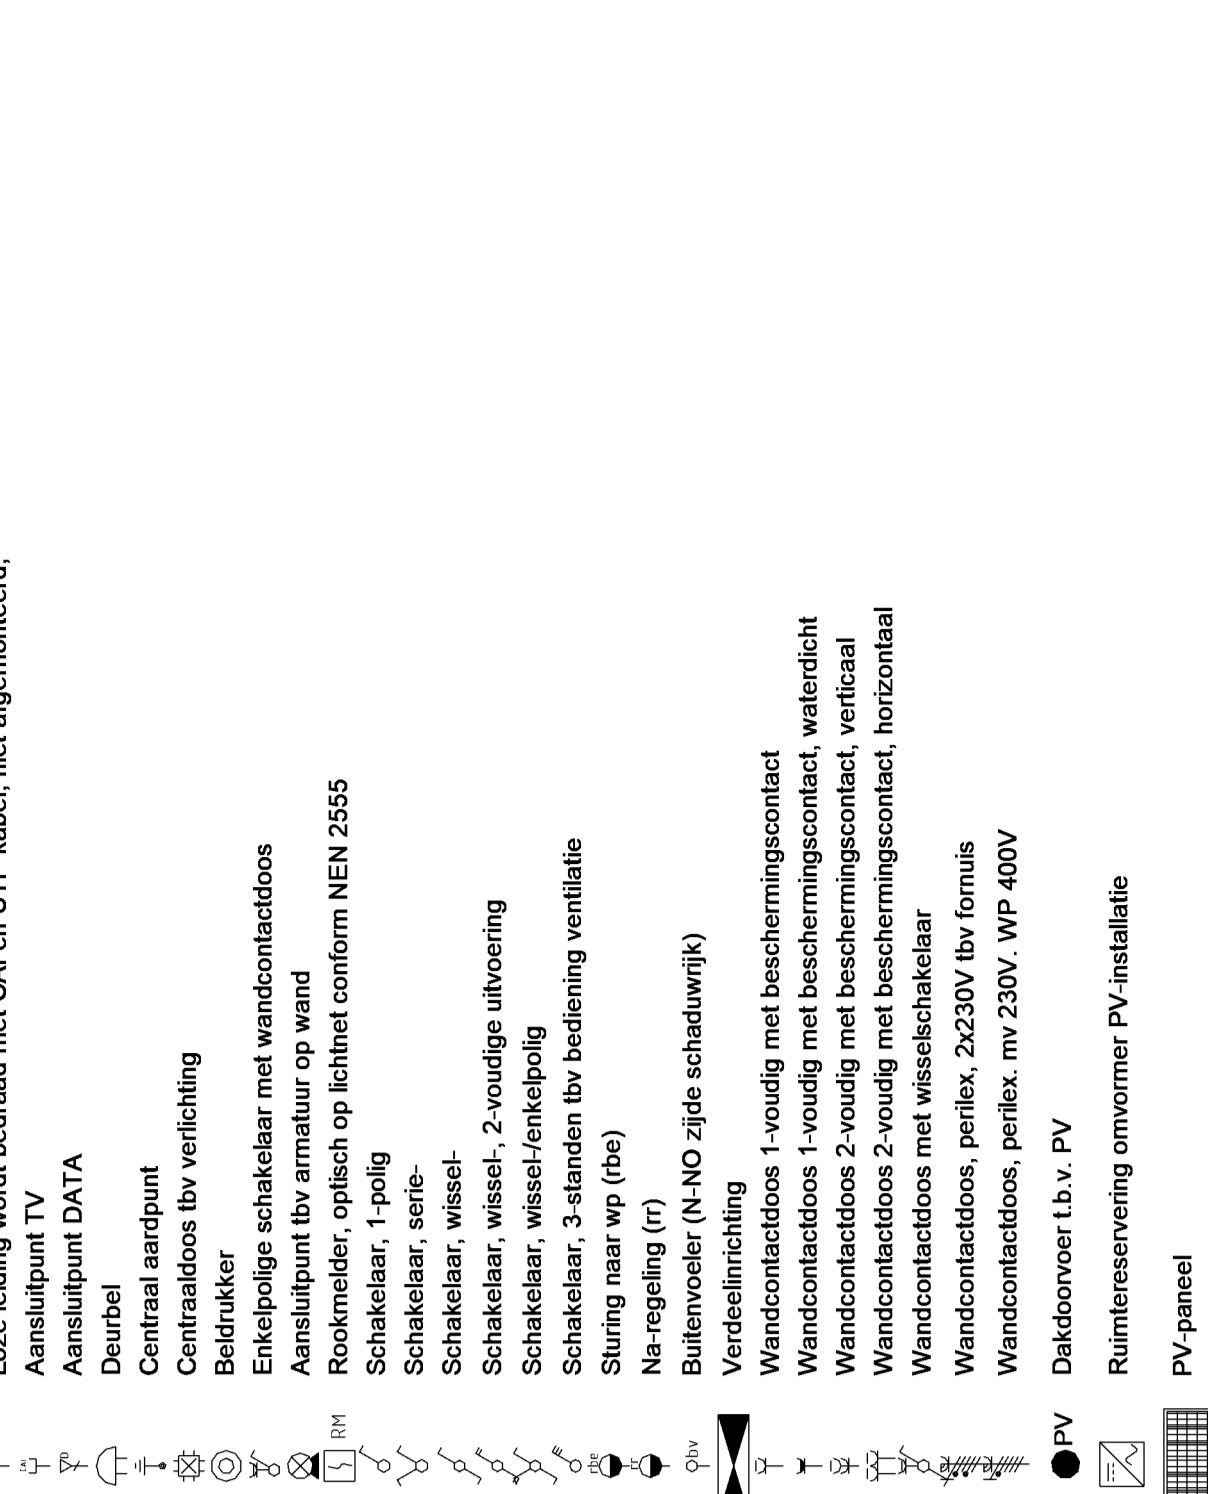 CAI Aansluitpunt TV
D Aansluitpunt DATA
Deurbel
Centraal aardpunt
Centraaldoos tbv verlichting
Beldrukker
Enkelpolige schakelaar met wandcontactdoos
Aansluitpunt tbv armatuur op wand
RM Rookmelder, optisch op lichtnet conform NEN 2555
Schakelaar, 1-polig
Schakelaar, serie-
Schakelaar, wissel-
Schakelaar, wissel-, 2-voudige uitvoering
Schakelaar, wissel-/enkelpolig
Schakelaar, 3-standen tbv bediening ventilatie
rbe Sturing naar wp (rbe)
rr Na-regeling (rr)
bv Buitenvoeler (N-NO zijde schaduwrijk)
Verdeelinrichting
Wandcontactdoos 1-voudig met beschermingscontact
Wandcontactdoos 1-voudig met beschermingscontact, waterdicht
Wandcontactdoos 2-voudig met beschermingscontact, verticaal
Wandcontactdoos 2-voudig met beschermingscontact, horizontaal
Wandcontactdoos met wisselschakelaar
Wandcontactdoos, perilex, 2x230V tbv fornuis
Wandcontactdoos, perilex. mv 230V. WP 400V
PV Dakdoorvoer t.b.v. PV
Ruimtereservering omvormer PV-installatie
PV-paneel